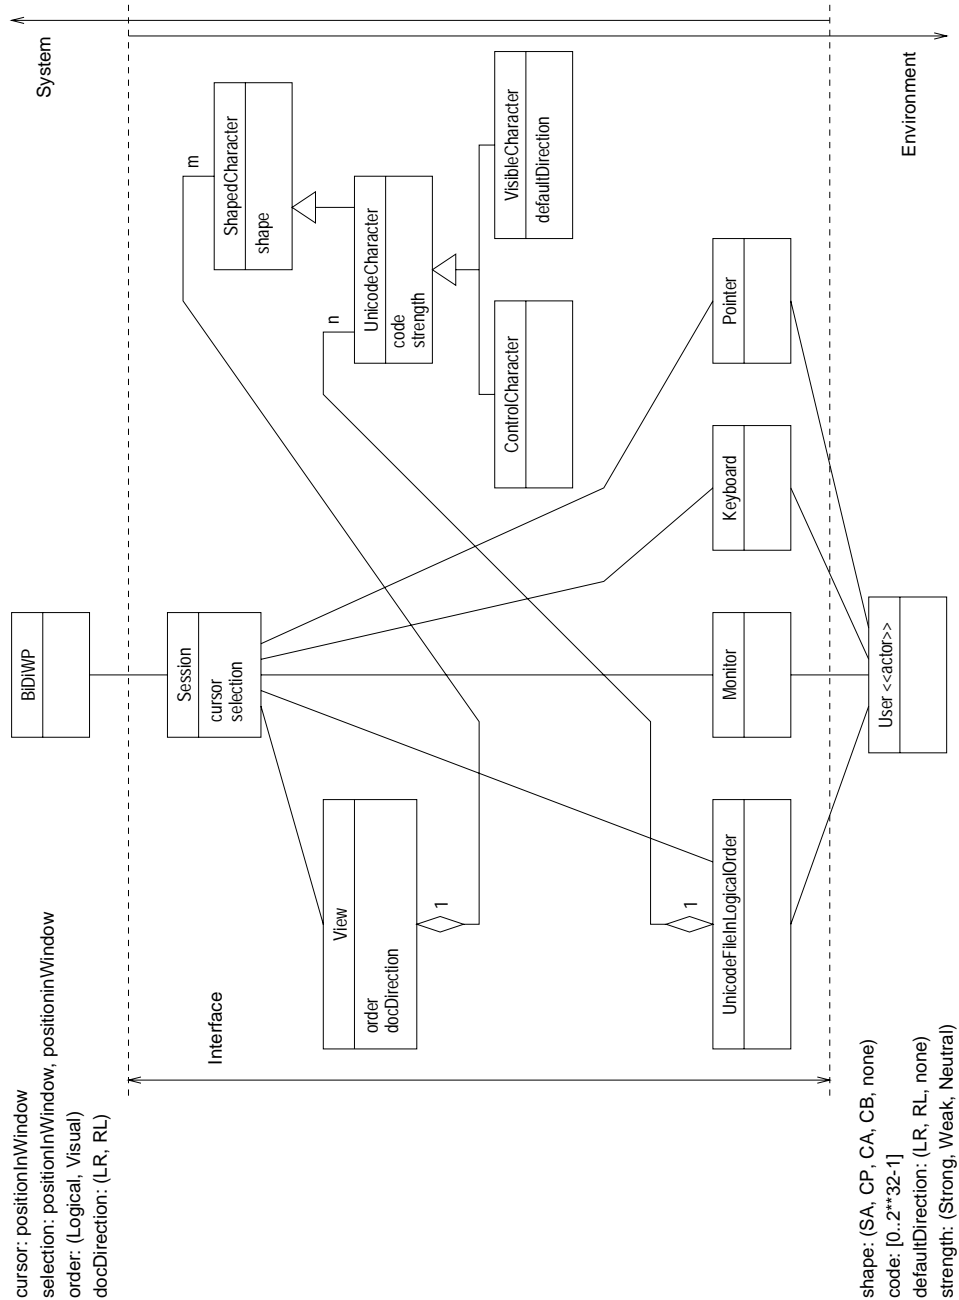 cursor: positionInWindow
selection: positionInWindow, positioninWindow
order: (Logical, Visual)
docDirection: (LR, RL)
System
Interface
Environment
BiDiWP
Session
cursor
selection
View
order
docDirection
1
m
ShapedCharacter
shape
n
UnicodeCharacter
code
strength
ControlCharacter
VisibleCharacter
defaultDirection
1
UnicodeFileInLogicalOrder
Monitor
Keyboard
Pointer
User <<actor>>
shape: (SA, CP, CA, CB, none)
code: [0..2**32-1]
defaultDirection: (LR, RL, none)
strength: (Strong, Weak, Neutral)